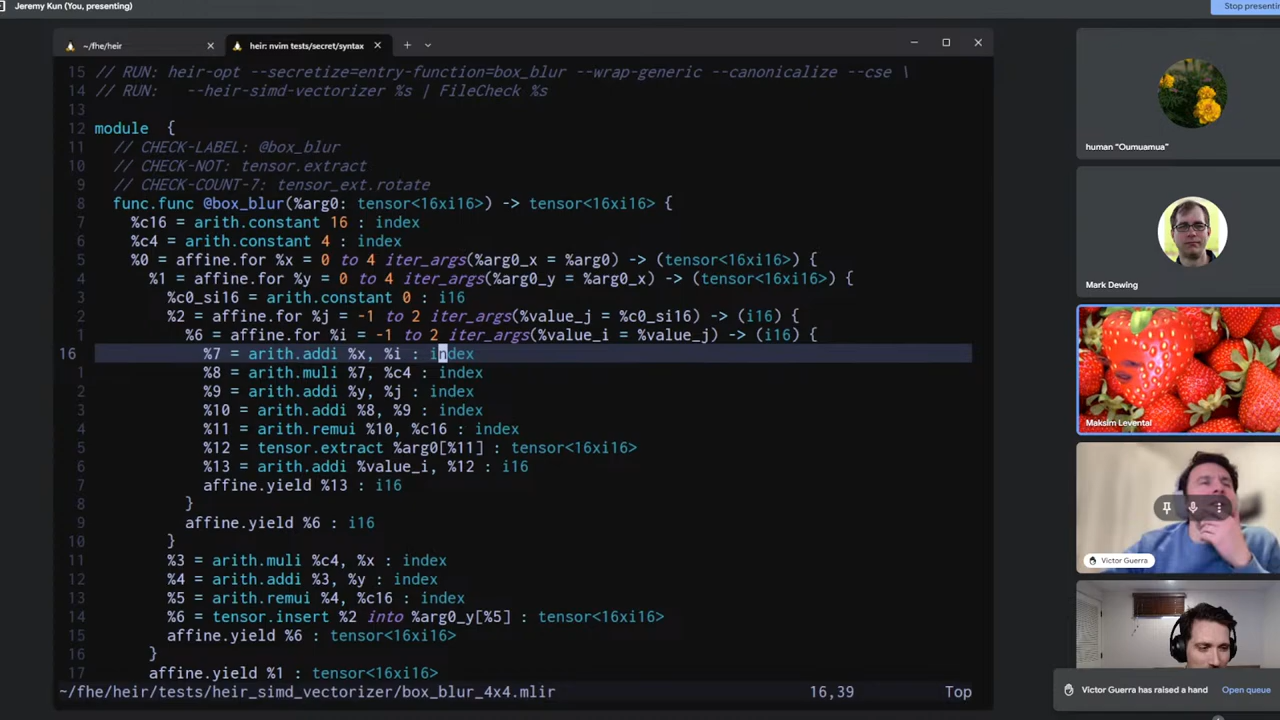 Jeremy Kun (You, presenting)
Stop presenting
~/fhe/heir
heir: nvim tests/secret/syntax
15 // RUN: heir-opt --secretize=entry-function=box_blur --wrap-generic --canonicalize --cse \
14 // RUN:   --heir-simd-vectorizer %s | FileCheck %s
13
12 module  {
11   // CHECK-LABEL: @box_blur
10   // CHECK-NOT: tensor.extract
9   // CHECK-COUNT-7: tensor_ext.rotate
8   func.func @box_blur(%arg0: tensor<16xi16>) -> tensor<16xi16> {
7     %c16 = arith.constant 16 : index
6     %c4 = arith.constant 4 : index
5     %0 = affine.for %x = 0 to 4 iter_args(%arg0_x = %arg0) -> (tensor<16xi16>) {
4       %1 = affine.for %y = 0 to 4 iter_args(%arg0_y = %arg0_x) -> (tensor<16xi16>) {
3         %c0_si16 = arith.constant 0 : i16
2         %2 = affine.for %j = -1 to 2 iter_args(%value_j = %c0_si16) -> (i16) {
1           %6 = affine.for %i = -1 to 2 iter_args(%value_i = %value_j) -> (i16) {
16             %7 = arith.addi %x, %i : index
1             %8 = arith.muli %7, %c4 : index
2             %9 = arith.addi %y, %j : index
3             %10 = arith.addi %8, %9 : index
4             %11 = arith.remui %10, %c16 : index
5             %12 = tensor.extract %arg0[%11] : tensor<16xi16>
6             %13 = arith.addi %value_i, %12 : i16
7             affine.yield %13 : i16
8           }
9           affine.yield %6 : i16
10         }
11         %3 = arith.muli %c4, %x : index
12         %4 = arith.addi %3, %y : index
13         %5 = arith.remui %4, %c16 : index
14         %6 = tensor.insert %2 into %arg0_y[%5] : tensor<16xi16>
15         affine.yield %6 : tensor<16xi16>
16       }
17       affine.yield %1 : tensor<16xi16>
~/fhe/heir/tests/heir_simd_vectorizer/box_blur_4x4.mlir 16,39 Top
human "Oumuamua"
Mark Dewing
Maksim Levental
Victor Guerra
Victor Guerra has raised a hand
Open queue